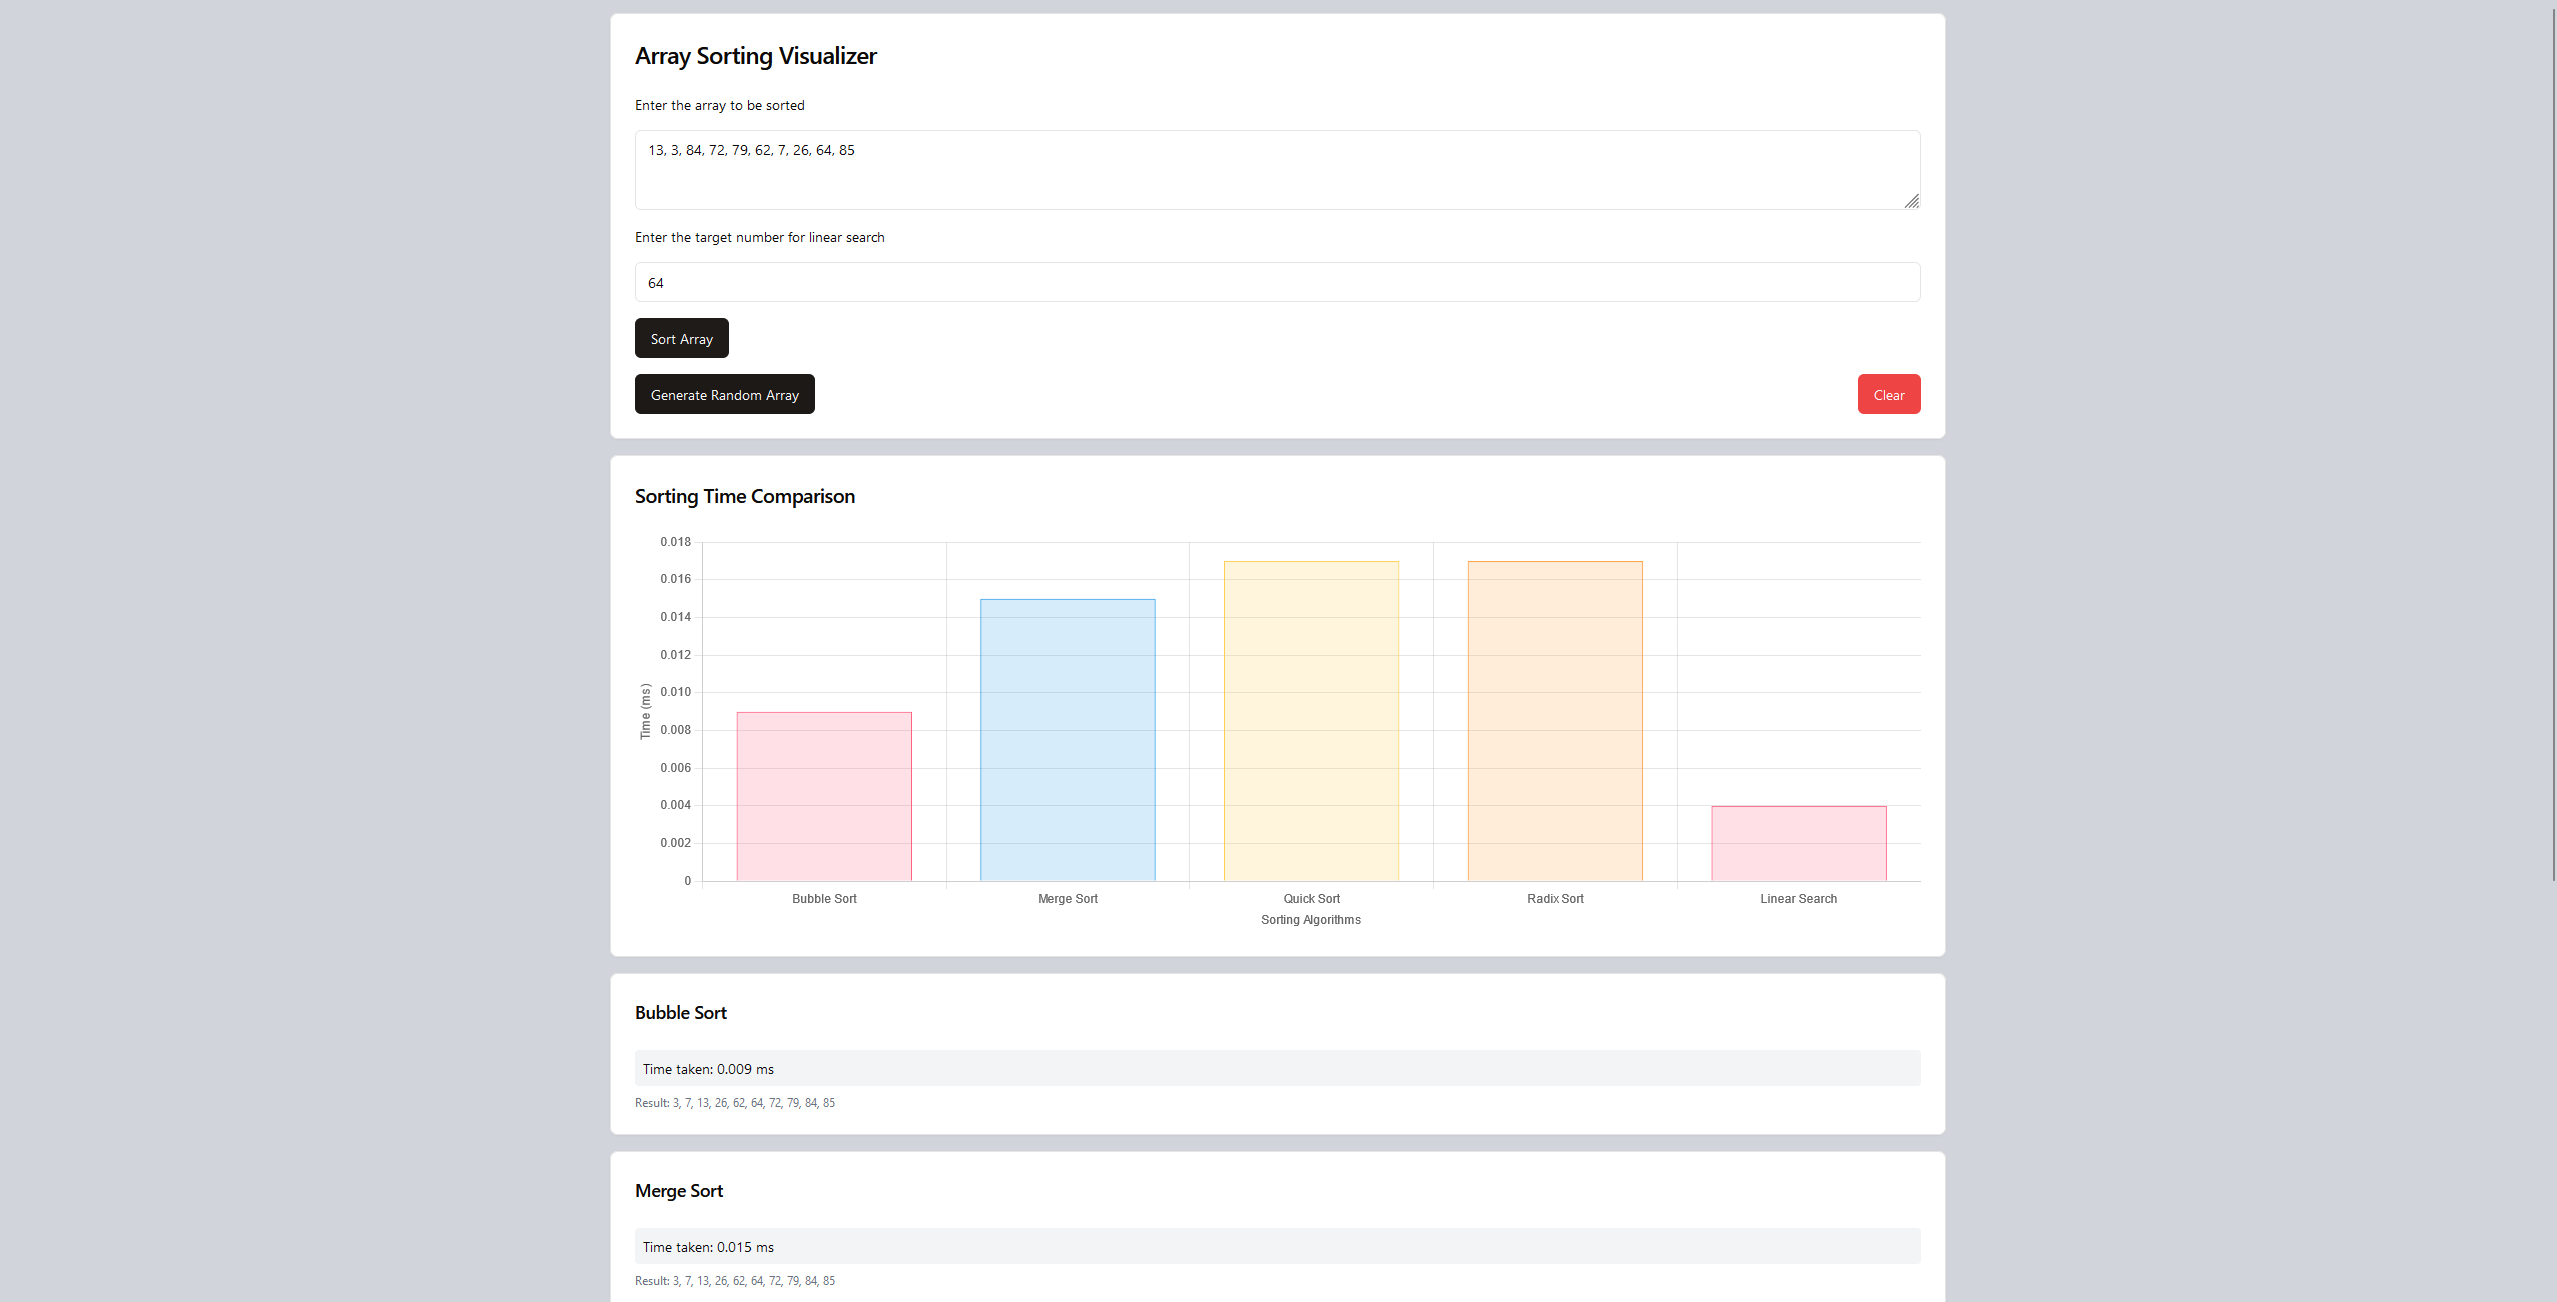 Array Sorting Visualizer
Enter the array to be sorted
13, 3, 84, 72, 79, 62, 7, 26, 64, 85
Enter the target number for linear search
64
Sort Array
Generate Random Array
Clear
Sorting Time Comparison
0.018
0.016
0.014
0.012
0.010
0.008
0.006
0.004
0.002
0
Time (ms)
Bubble Sort Merge Sort Quick Sort Radix Sort Linear Search
Sorting Algorithms
Bubble Sort
Time taken: 0.009 ms
Result: 3, 7, 13, 26, 62, 64, 72, 79, 84, 85
Merge Sort
Time taken: 0.015 ms
Result: 3, 7, 13, 26, 62, 64, 72, 79, 84, 85